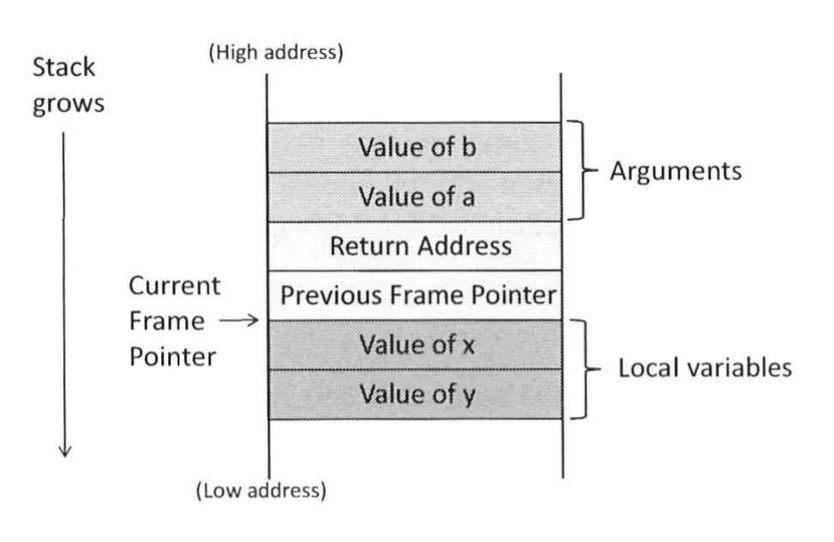 (High address)
Stack
grows
Value of b
Value of a
Arguments
Return Address
Previous Frame Pointer
Current
Frame
Pointer
Value of x
Value of y
Local variables
(Low address)